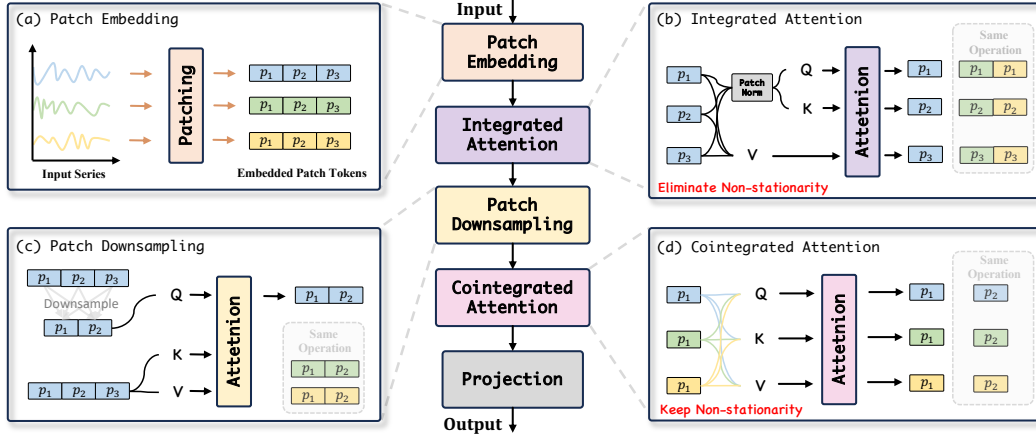 (a) Patch Embedding
Patching
p1 p2 p3
p1 p2 p3
p1 p2 p3
Input Series
Embedded Patch Tokens
Input
Patch
Embedding
Integrated
Attention
Patch
Downsampling
Cointegrated
Attention
Projection
Output
(b) Integrated Attention
Same
Operation
p1
p2
p3
Patch
Norm
Q
K
V
Attetnion
p1
p2
p3
p1 p1
p2 p2
p3 p3
Eliminate Non-stationarity
(c) Patch Downsampling
p1 p2 p3
Downsample
p1 p2
p1 p2 p3
Q
K
V
Attetnion
p1 p2
Same
Operation
p1 p2
p1 p2
(d) Cointegrated Attention
Same
Operation
p1
p1
p1
Q
K
V
Attetnion
p1
p1
p1
p2
p2
p2
Keep Non-stationarity